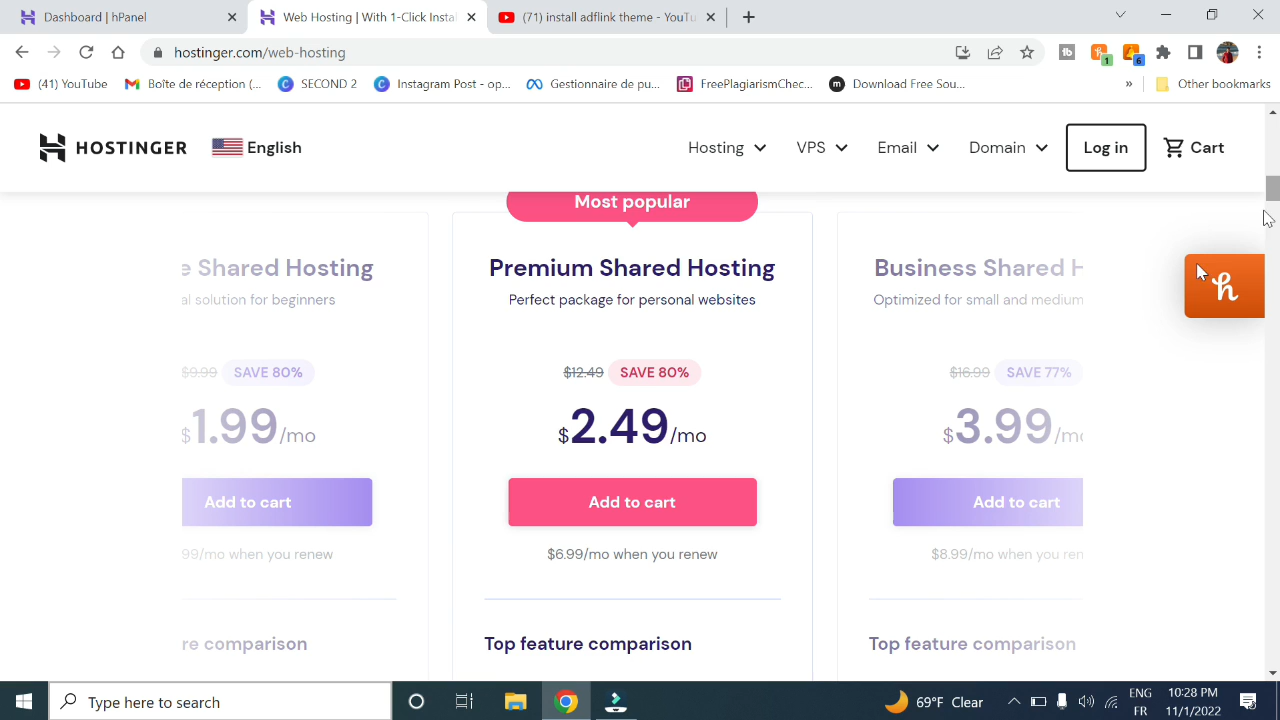 Dashboard | hPanel
Web Hosting | With 1-Click Instal
(71) install adflink theme - YouTu
hostinger.com/web-hosting
tb
1
6
(41) YouTube
Boîte de réception (...
SECOND 2
Instagram Post - op...
Gestionnaire de pu...
FreePlagiarismChec...
Download Free Sou...
»
Other bookmarks
HOSTINGER
English
Hosting
VPS
Email
Domain
Log in
Cart
Most popular
e Shared Hosting
al solution for beginners
$9.99 SAVE 80%
$1.99/mo
Add to cart
99/mo when you renew
re comparison
Premium Shared Hosting
Perfect package for personal websites
$12.49 SAVE 80%
$2.49/mo
Add to cart
$6.99/mo when you renew
Top feature comparison
Business Shared H
Optimized for small and medium
$16.99 SAVE 77%
$3.99/mo
Add to cart
$8.99/mo when you ren
Top feature comparison
h
Type here to search
69°F Clear
ENG
FR
10:28 PM
11/1/2022